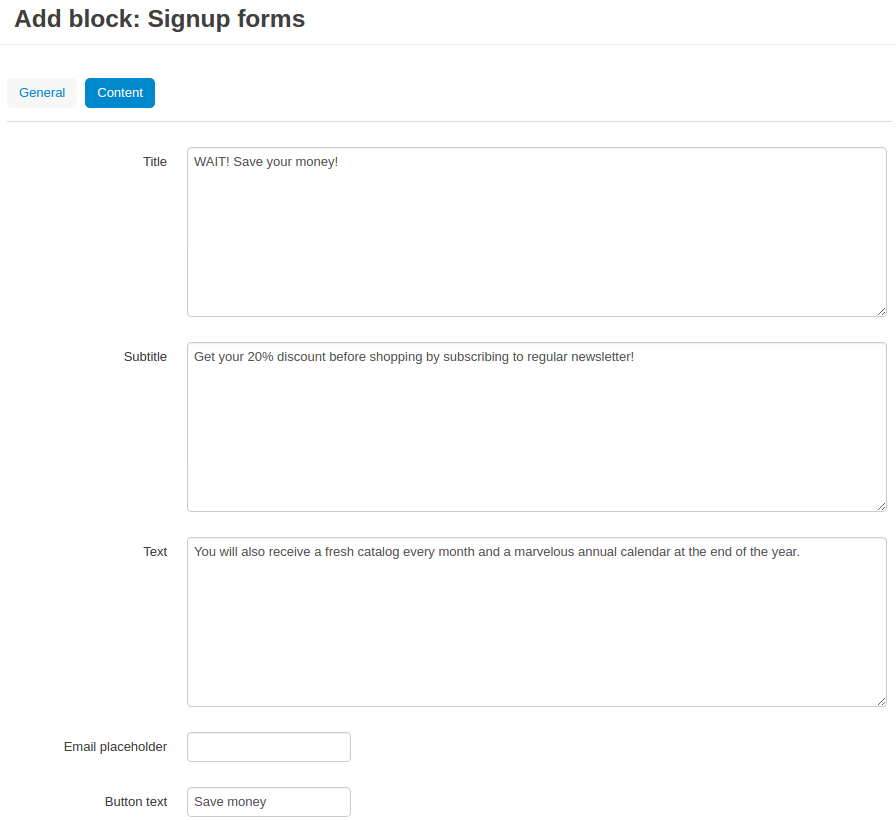 Add block: Signup forms
General
Content
Title
WAIT! Save your money!
Subtitle
Get your 20% discount before shopping by subscribing to regular newsletter!
Text
You will also receive a fresh catalog every month and a marvelous annual calendar at the end of the year.
Email placeholder
Button text
Save money